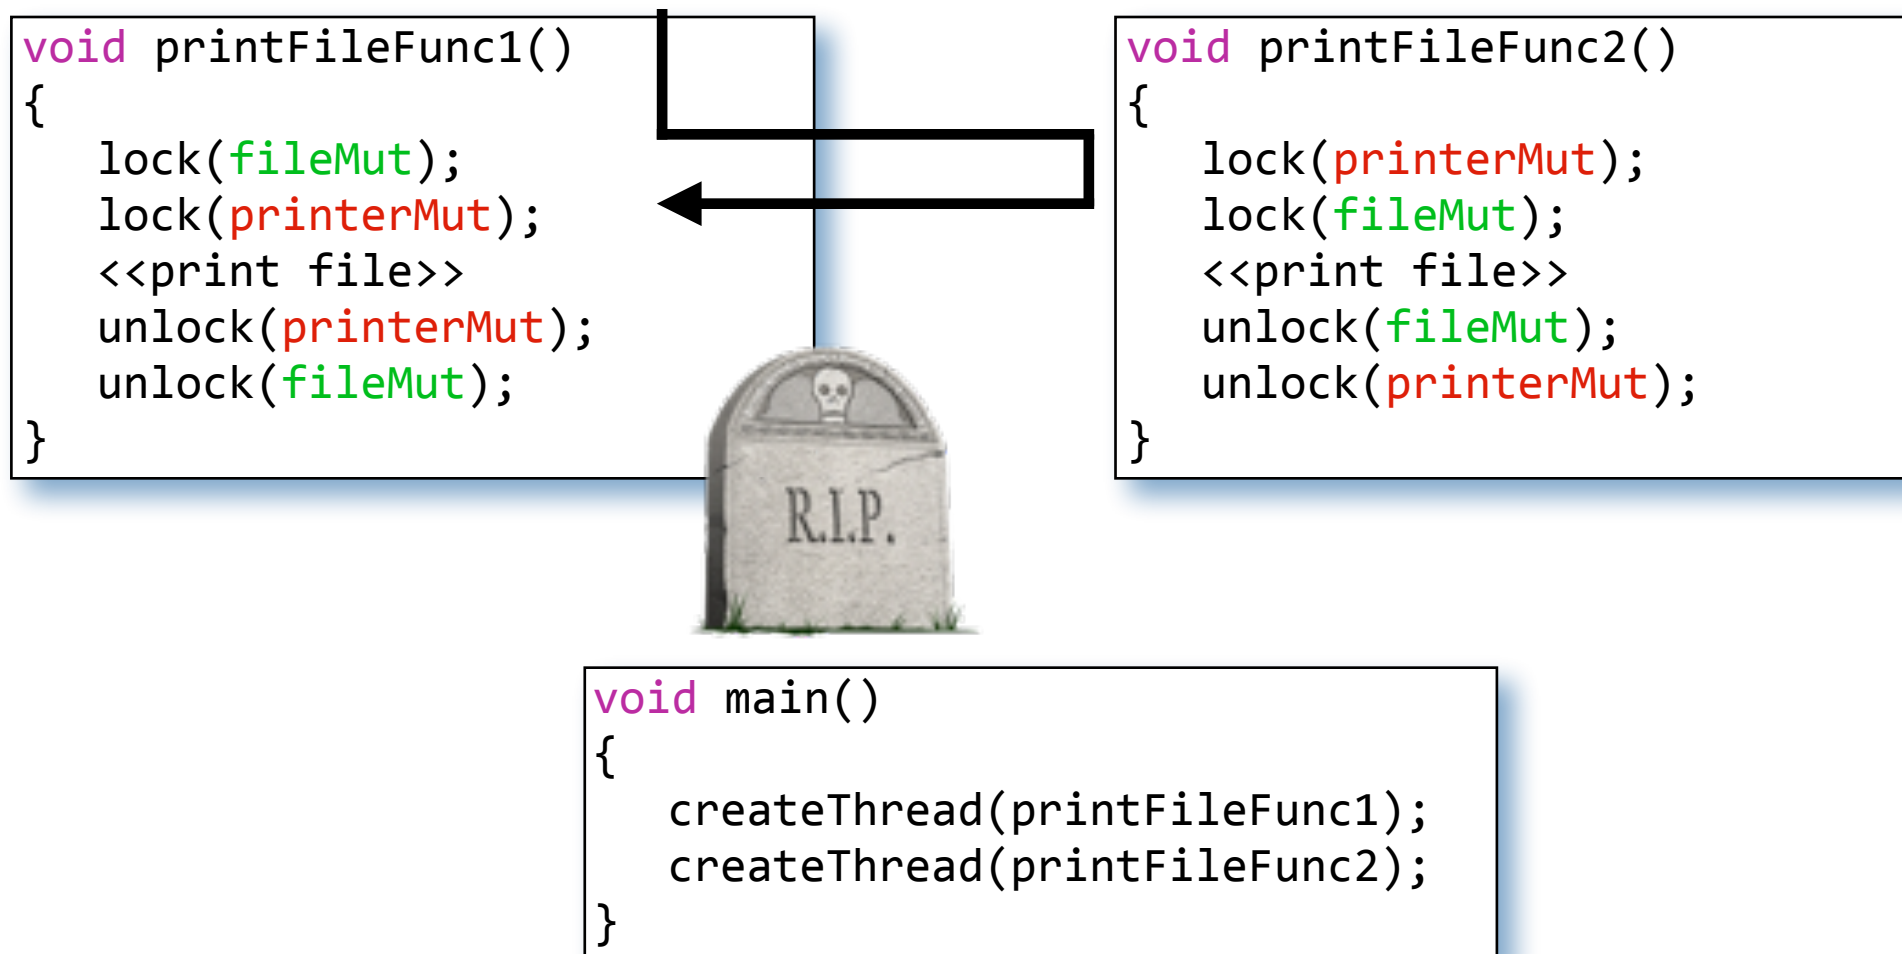 void printFileFunc1()
{
lock(fileMut);
lock(printerMut);
<<print file>>
unlock(printerMut);
unlock(fileMut);
}
void printFileFunc2()
{
lock(printerMut);
lock(fileMut);
<<print file>>
unlock(fileMut);
unlock(printerMut);
}
R.I.P.
void main()
{
createThread(printFileFunc1);
createThread(printFileFunc2);
}